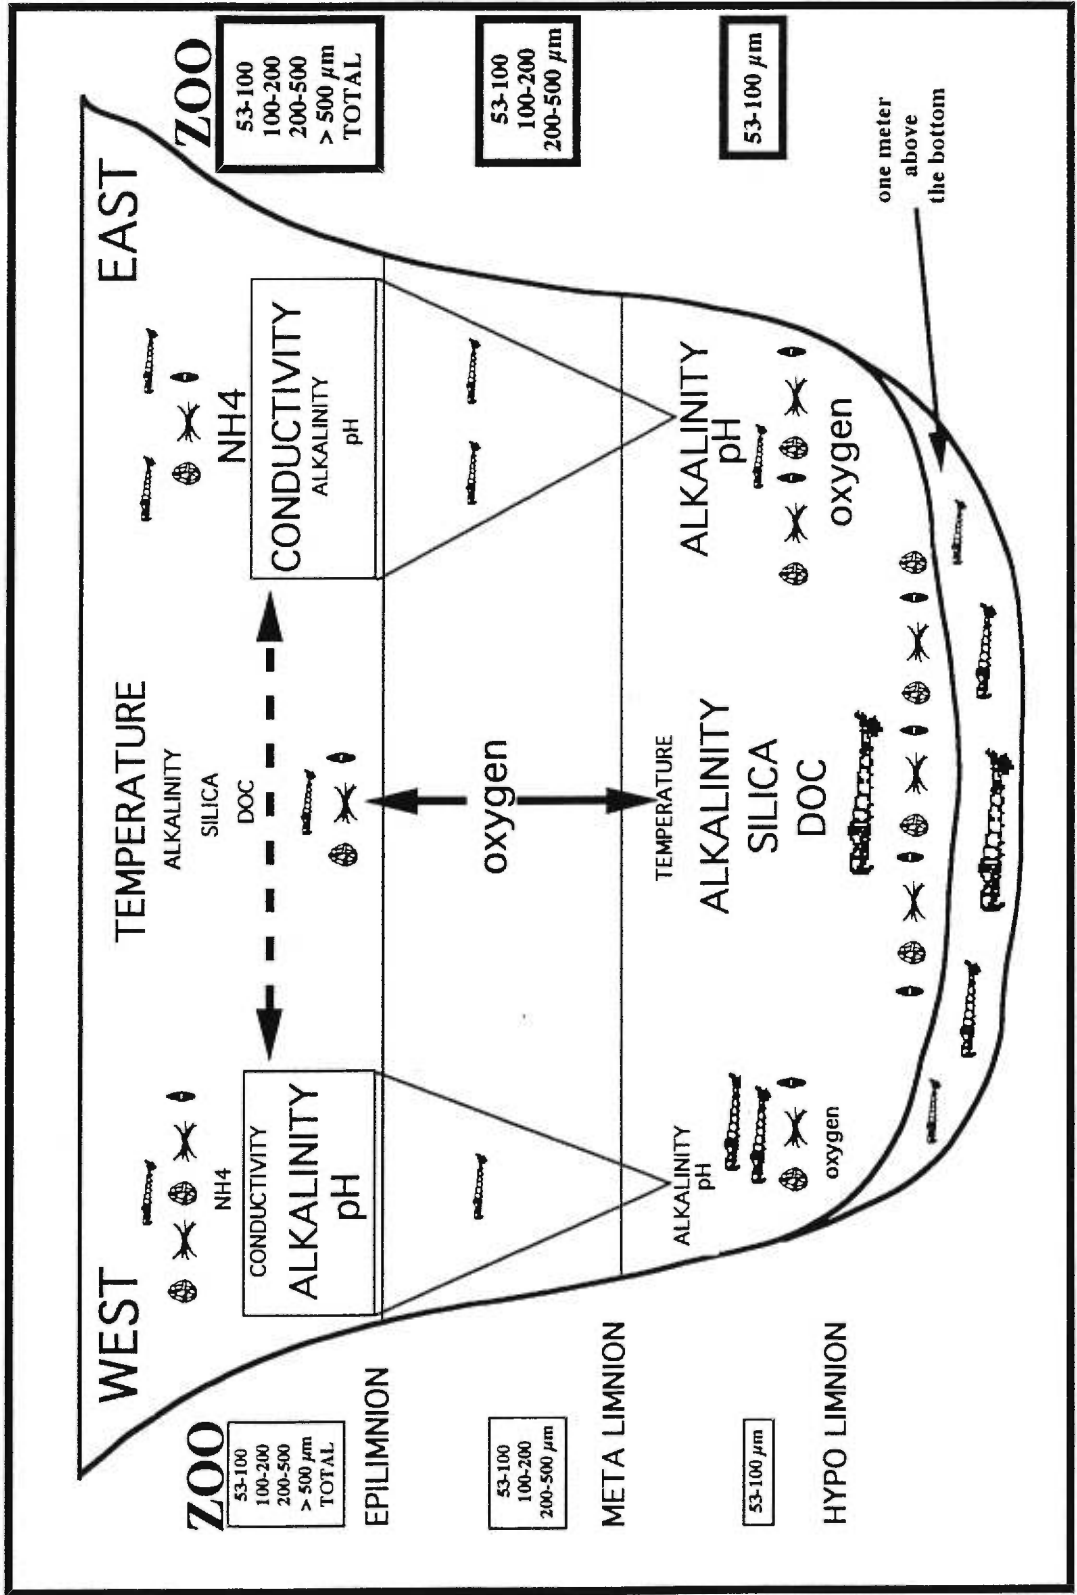 WEST
TEMPERATURE
EAST
ALKALINITY
SILICA
DOC
NH4
NH4
ZOO
53-100
100-200
200-500
> 500 µm
TOTAL
CONDUCTIVITY
ALKALINITY
pH
CONDUCTIVITY
ALKALINITY
pH
ZOO
53-100
100-200
200-500
> 500 µm
TOTAL
EPILIMNION
53-100
100-200
200-500 µm
oxygen
53-100
100-200
200-500 µm
META LIMNION
TEMPERATURE
ALKALINITY
pH
oxygen
ALKALINITY
SILICA
DOC
ALKALINITY
pH
oxygen
53-100 µm
53-100 µm
HYPO LIMNION
one meter
above
the bottom